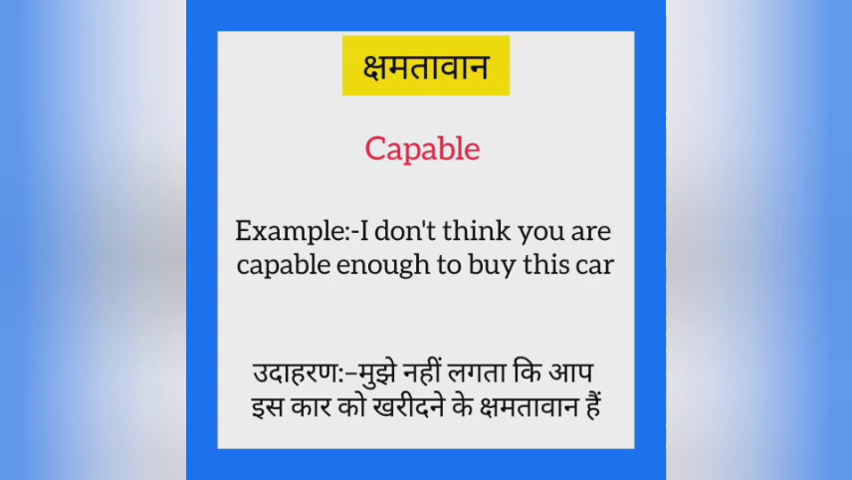 क्षमतावान
Capable
Example:-I don't think you are
capable enough to buy this car
उदाहरण:–मुझे नहीं लगता कि आप
इस कार को खरीदने के क्षमतावान हैं